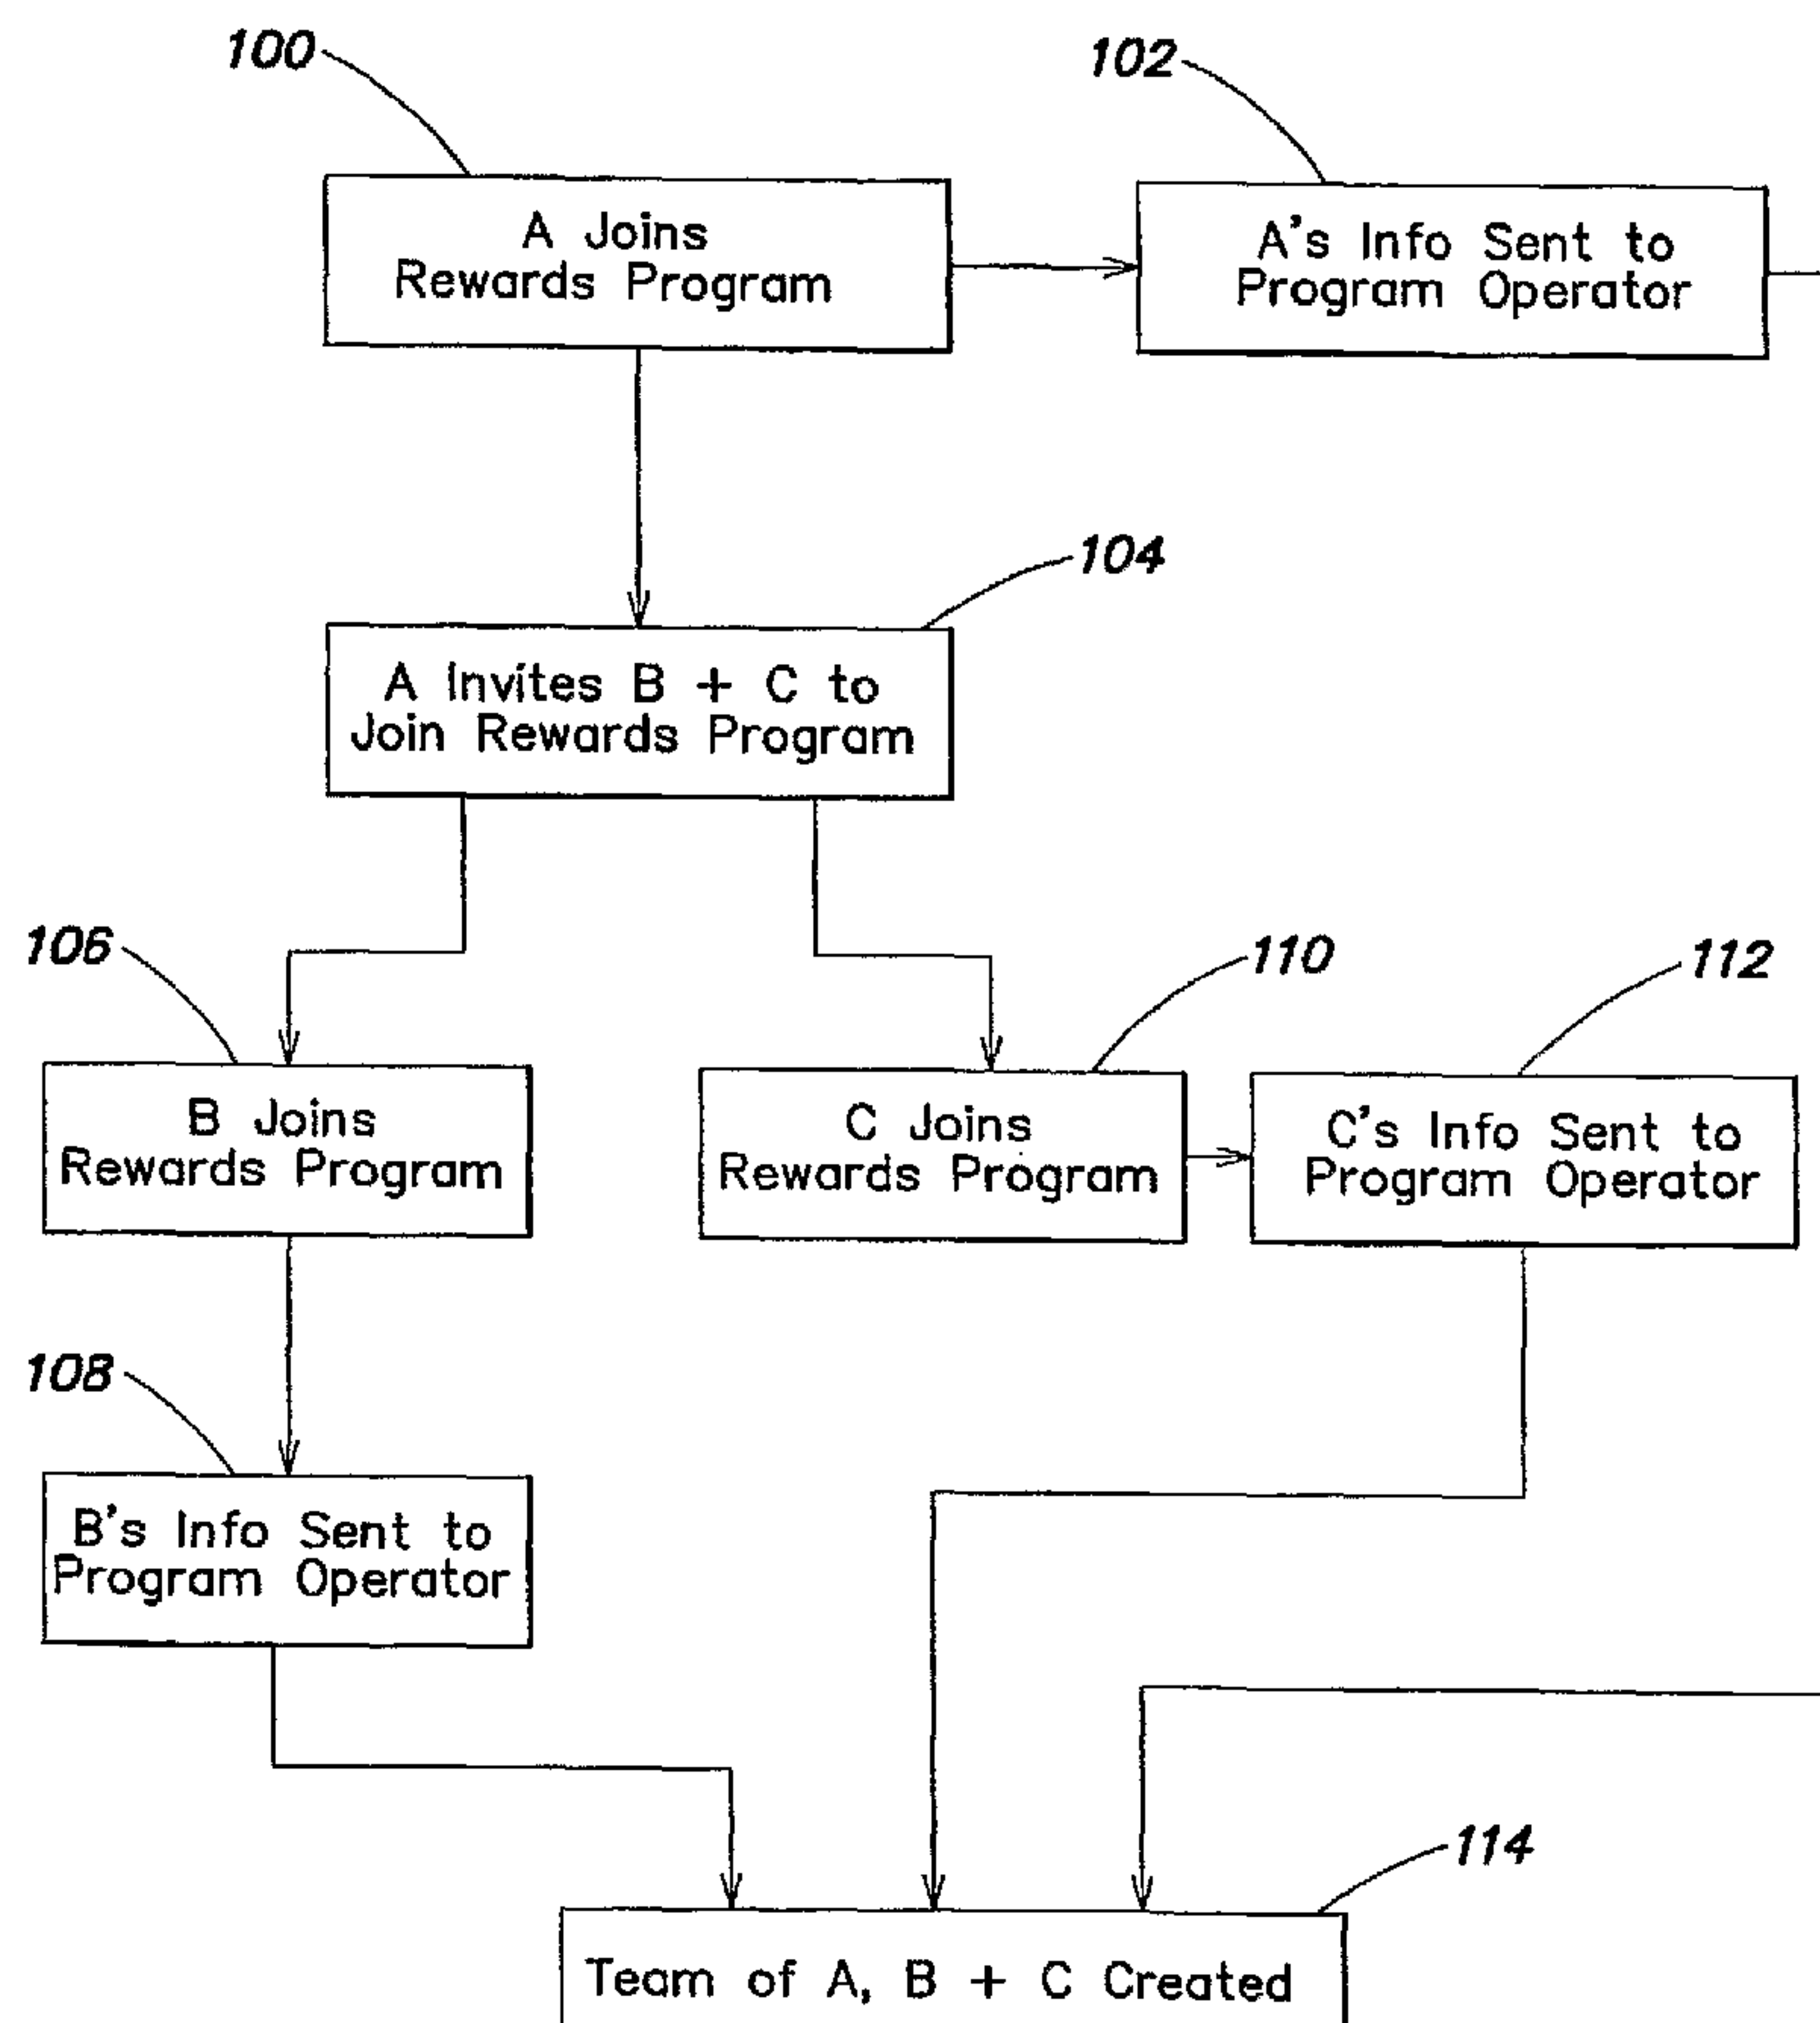 100
102
A Joins
Rewards Program
A's Info Sent to
Program Operator
104
A Invites B + C to
Join Rewards Program
106
110
112
B Joins
Rewards Program
C Joins
Rewards Program
C's Info Sent to
Program Operator
108
B's Info Sent to
Program Operator
114
Team of A, B + C Created